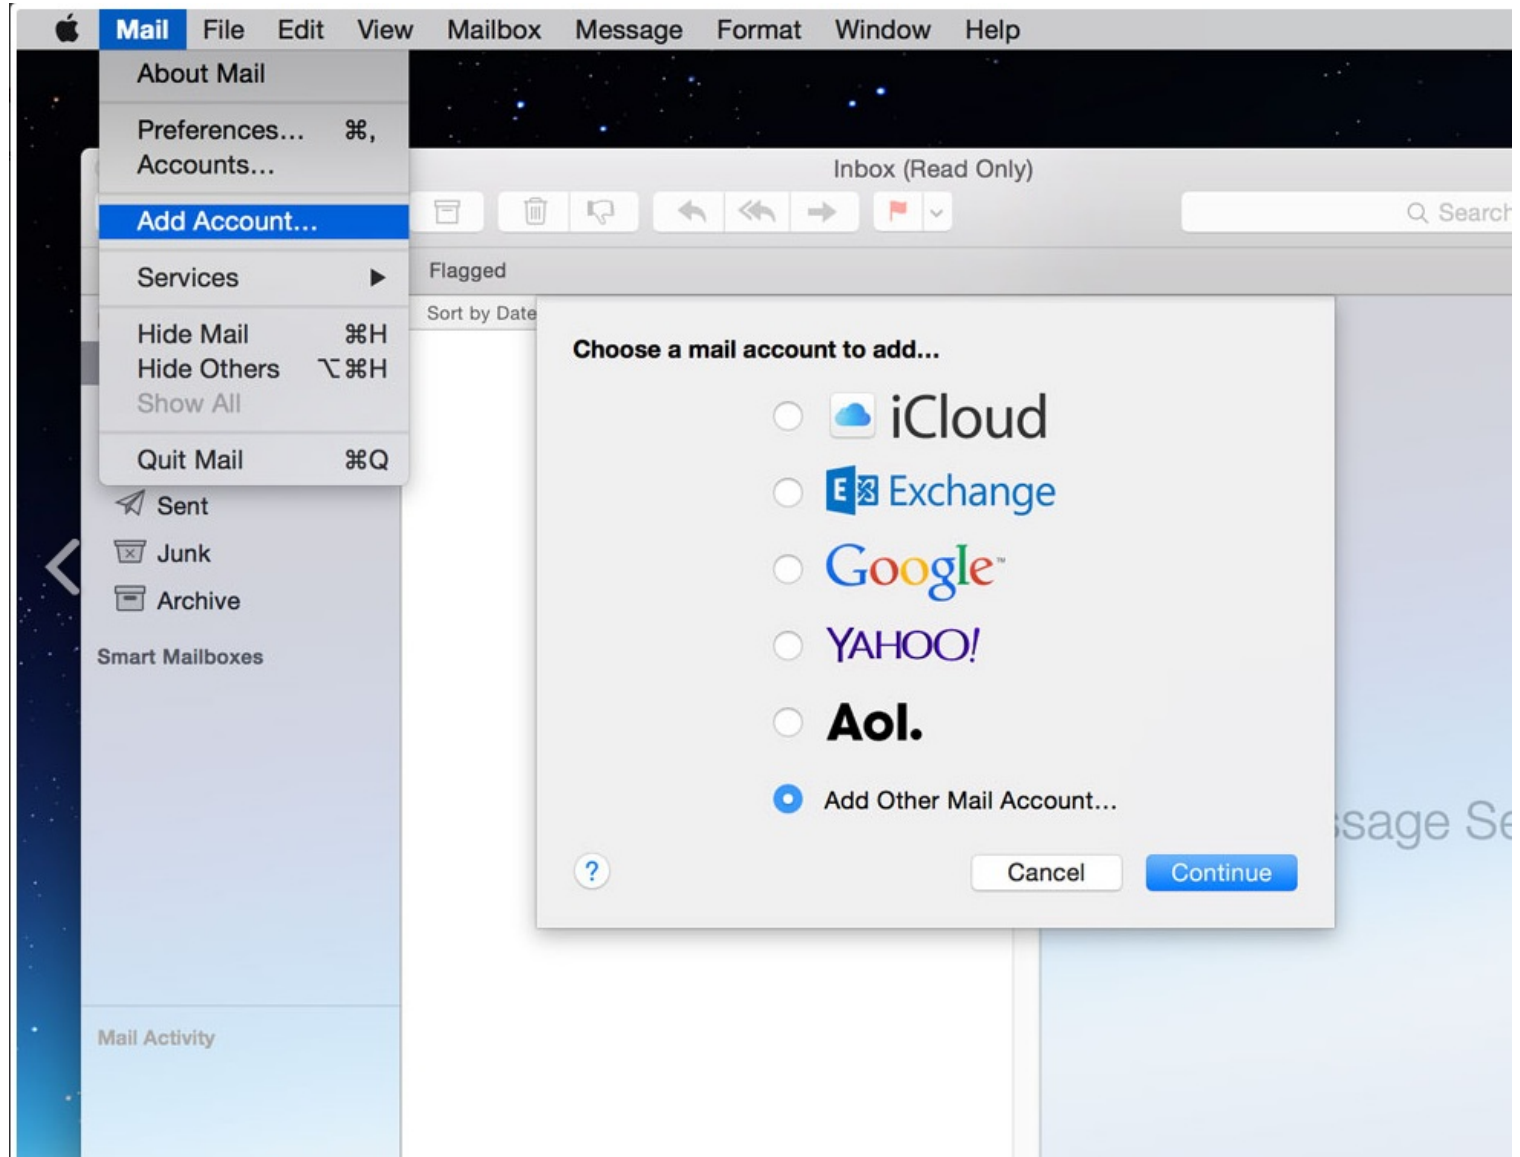 Mail File Edit View Mailbox Message Format Window Help
About Mail
Preferences... ⌘,
Accounts...
Add Account...
Services ▶
Hide Mail ⌘H
Hide Others ⌥⌘H
Show All
Quit Mail ⌘Q
Inbox (Read Only)
Search
Flagged
Sort by Date
Sent
Junk
Archive
Smart Mailboxes
Mail Activity
Choose a mail account to add...
iCloud
E Exchange
Google™
YAHOO!
Aol.
Add Other Mail Account...
? Cancel Continue
ssage Se